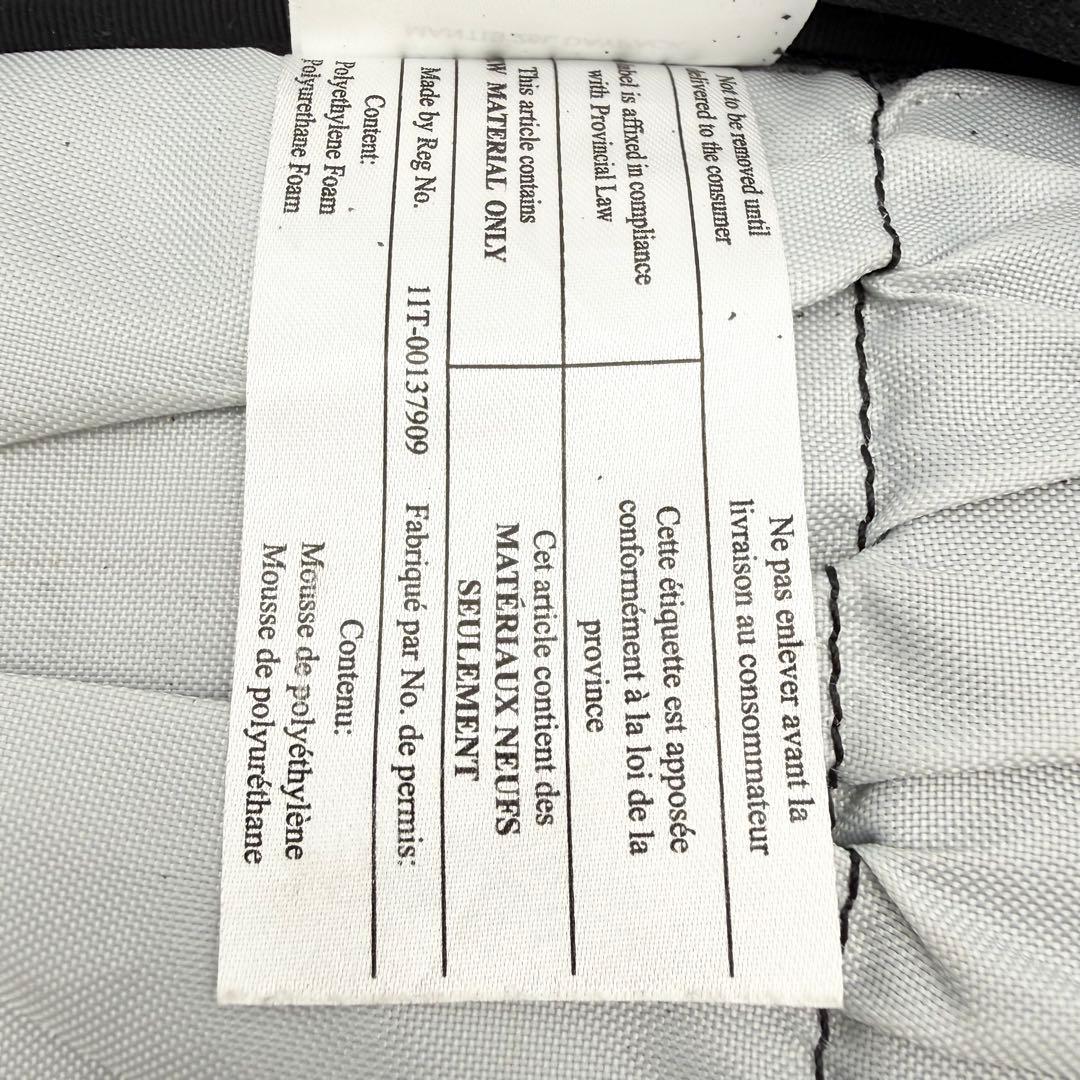 Not to be removed until
delivered to the consumer
Ne pas enlever avant la
livraison au consommateur
label is affixed in compliance
with Provincial Law
Cette étiquette est apposée
conformément à la loi de la
province
This article contains
W MATERIAL ONLY
Cet article contient des
MATÉRIAUX NEUFS
SEULEMENT
Made by Reg No. 11T-00137909 Fabriqué par No. de permis:
Content:
Polyethylene Foam
Polyurethane Foam
Contenu:
Mousse de polyéthylène
Mousse de polyuréthane